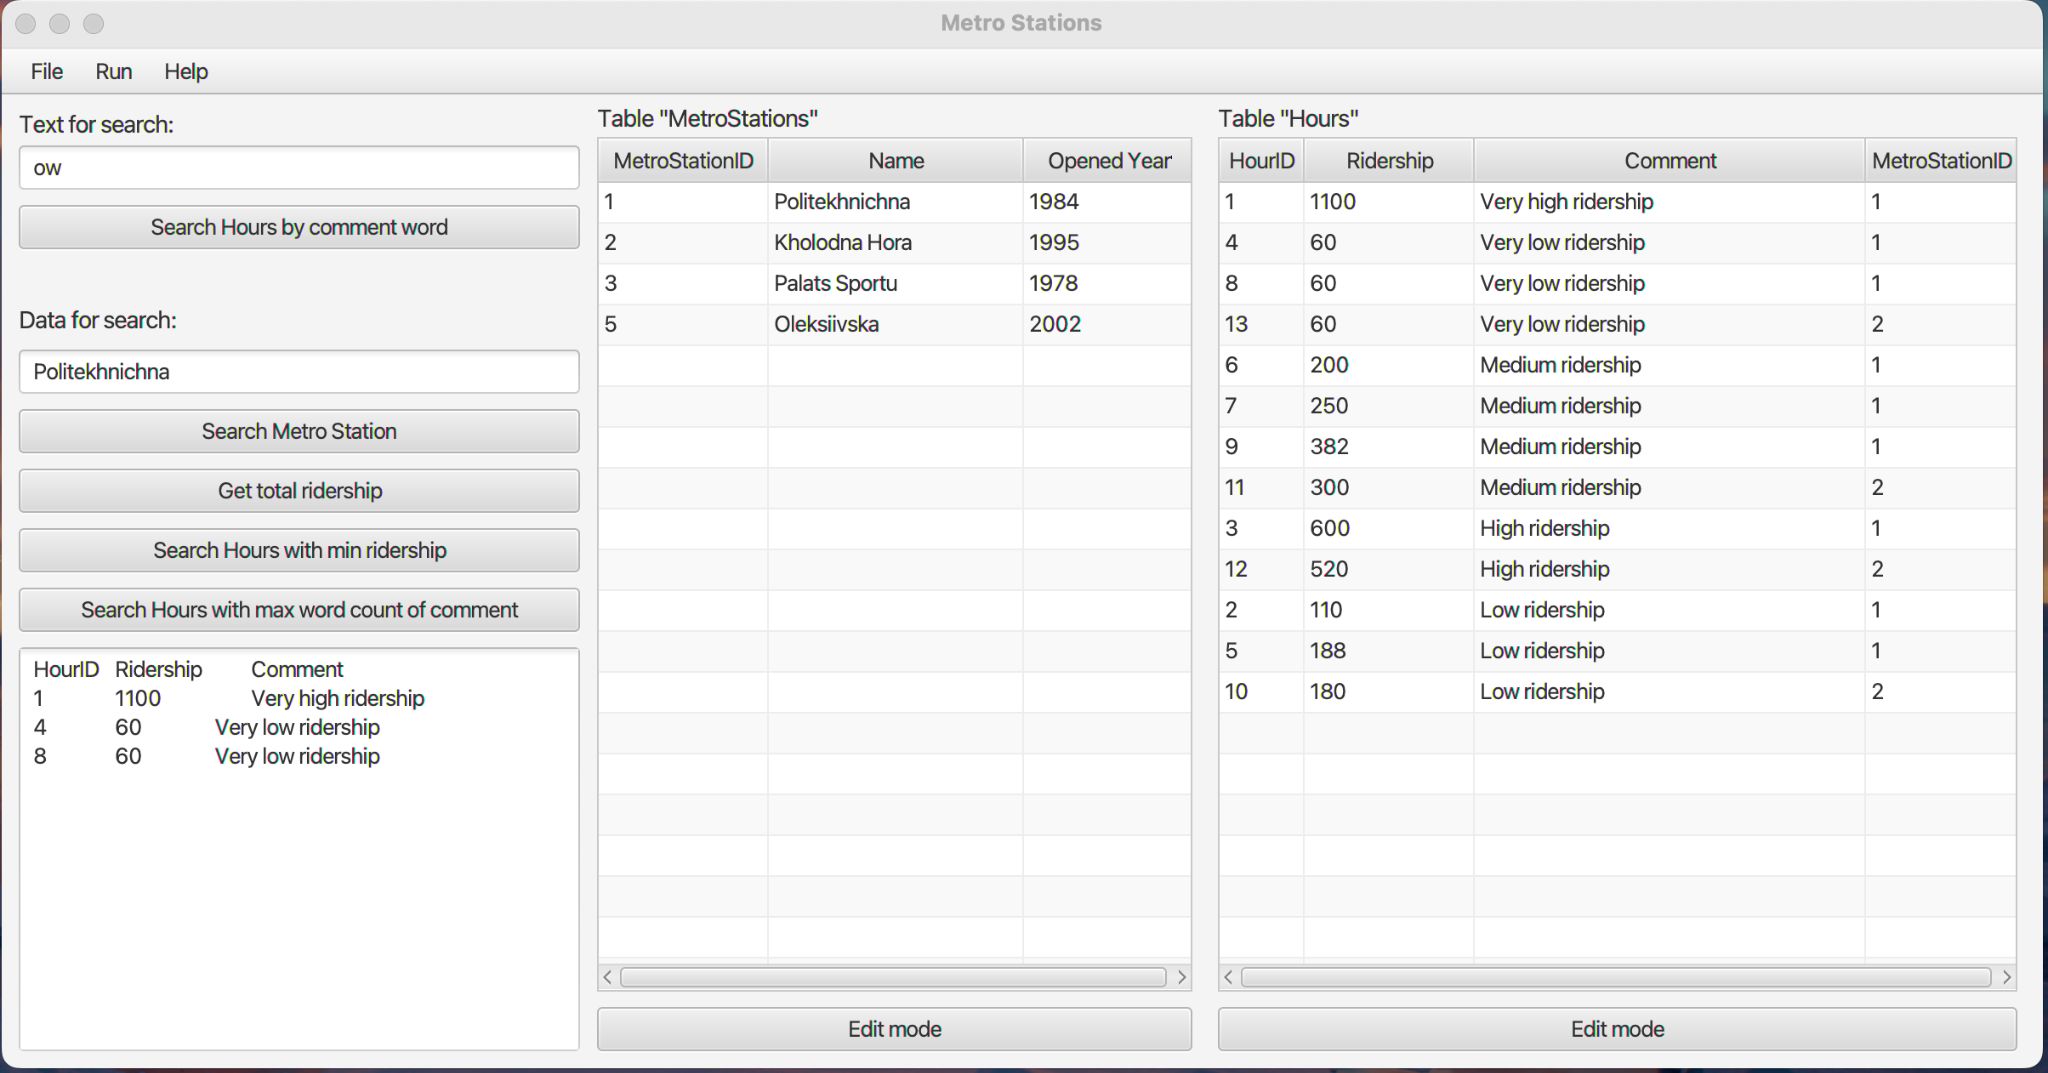 Metro Stations
File Run Help
Text for search:
ow
Search Hours by comment word
Data for search:
Politekhnichna
Search Metro Station
Get total ridership
Search Hours with min ridership
Search Hours with max word count of comment
HourID Ridership Comment
1 1100 Very high ridership
4 60 Very low ridership
8 60 Very low ridership
Table "MetroStations"
MetroStationID Name Opened Year
1 Politekhnichna 1984
2 Kholodna Hora 1995
3 Palats Sportu 1978
5 Oleksiivska 2002
Edit mode
Table "Hours"
HourID Ridership Comment MetroStationID
1 1100 Very high ridership 1
4 60 Very low ridership 1
8 60 Very low ridership 1
13 60 Very low ridership 2
6 200 Medium ridership 1
7 250 Medium ridership 1
9 382 Medium ridership 1
11 300 Medium ridership 2
3 600 High ridership 1
12 520 High ridership 2
2 110 Low ridership 1
5 188 Low ridership 1
10 180 Low ridership 2
Edit mode